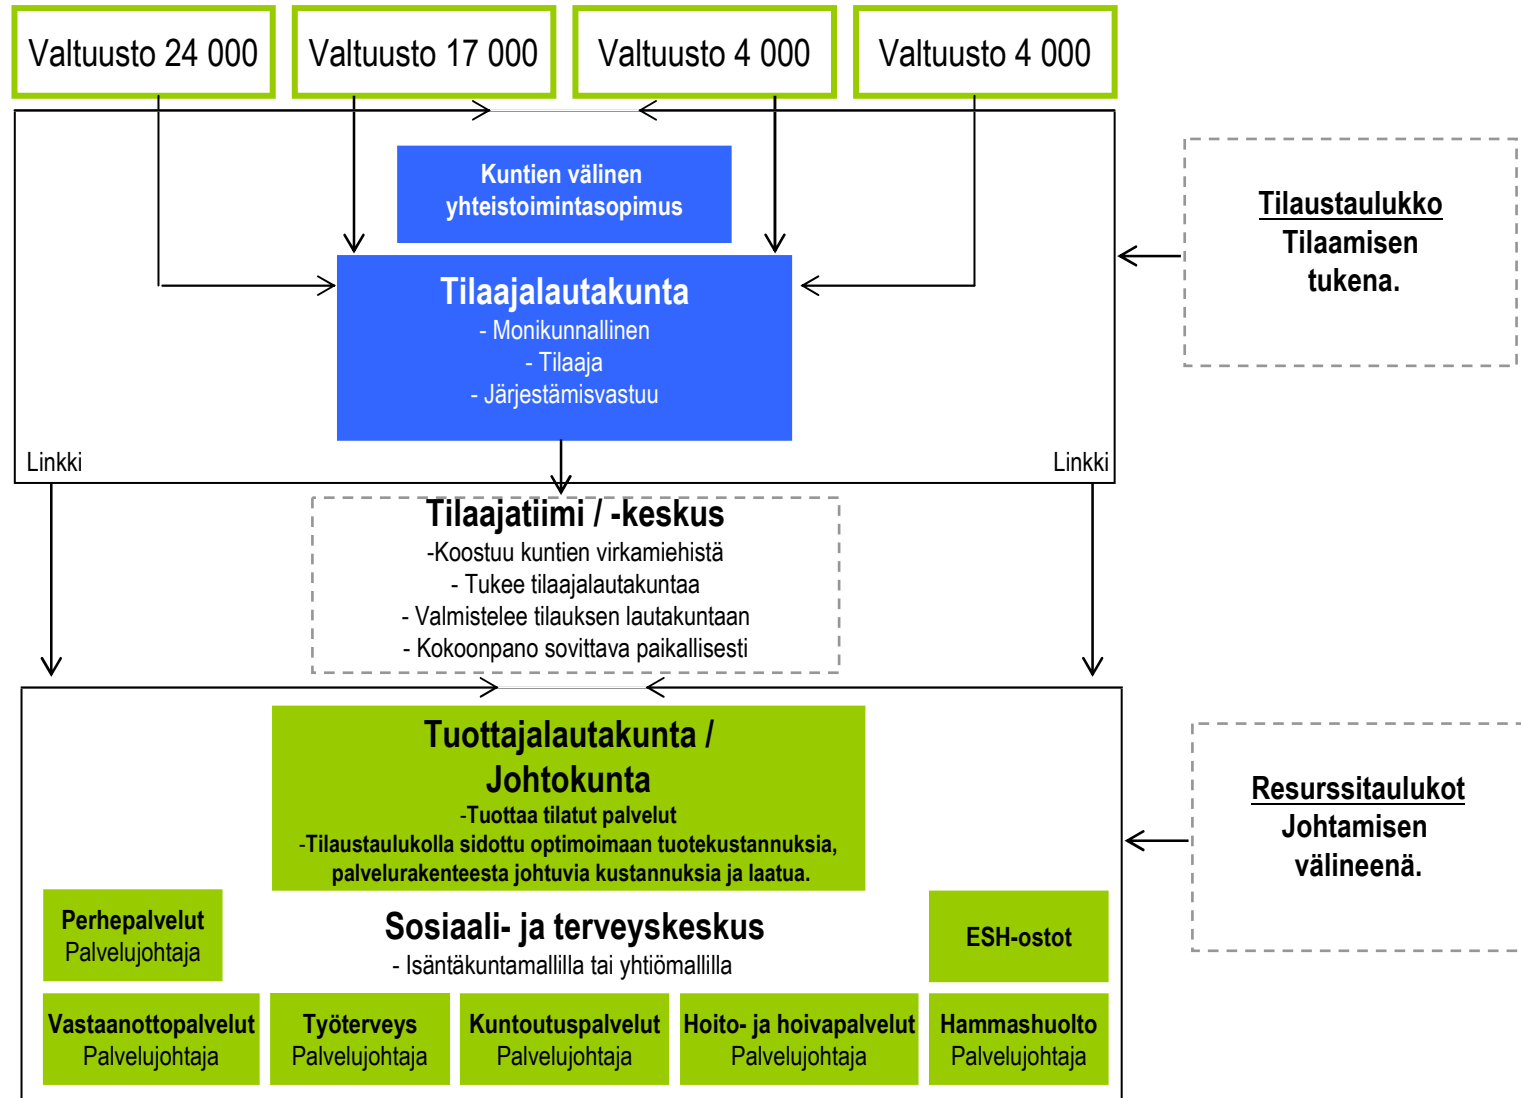 Valtuusto 24 000
Valtuusto 17 000
Valtuusto 4 000
Valtuusto 4 000
Kuntien välinen
yhteistoimintasopimus
Tilaajalautakunta
- Monikunnallinen
- Tilaaja
- Järjestämisvastuu
Tilaustaulukko
Tilaamisen
tukena.
Linkki
Linkki
Tilaajatiimi / -keskus
-Koostuu kuntien virkamiehistä
- Tukee tilaajalautakuntaa
- Valmistelee tilauksen lautakuntaan
- Kokoonpano sovittava paikallisesti
Tuottajalautakunta /
Johtokunta
-Tuottaa tilatut palvelut
-Tilaustaulukolla sidottu optimoimaan tuotekustannuksia,
palvelurakenteesta johtuvia kustannuksia ja laatua.
Resurssitaulukot
Johtamisen
välineenä.
Perhepalvelut
Palvelujohtaja
Sosiaali- ja terveyskeskus
- Isäntäkuntamallilla tai yhtiömallilla
ESH-ostot
Vastaanottopalvelut
Palvelujohtaja
Työterveys
Palvelujohtaja
Kuntoutuspalvelut
Palvelujohtaja
Hoito- ja hoivapalvelut
Palvelujohtaja
Hammashuolto
Palvelujohtaja